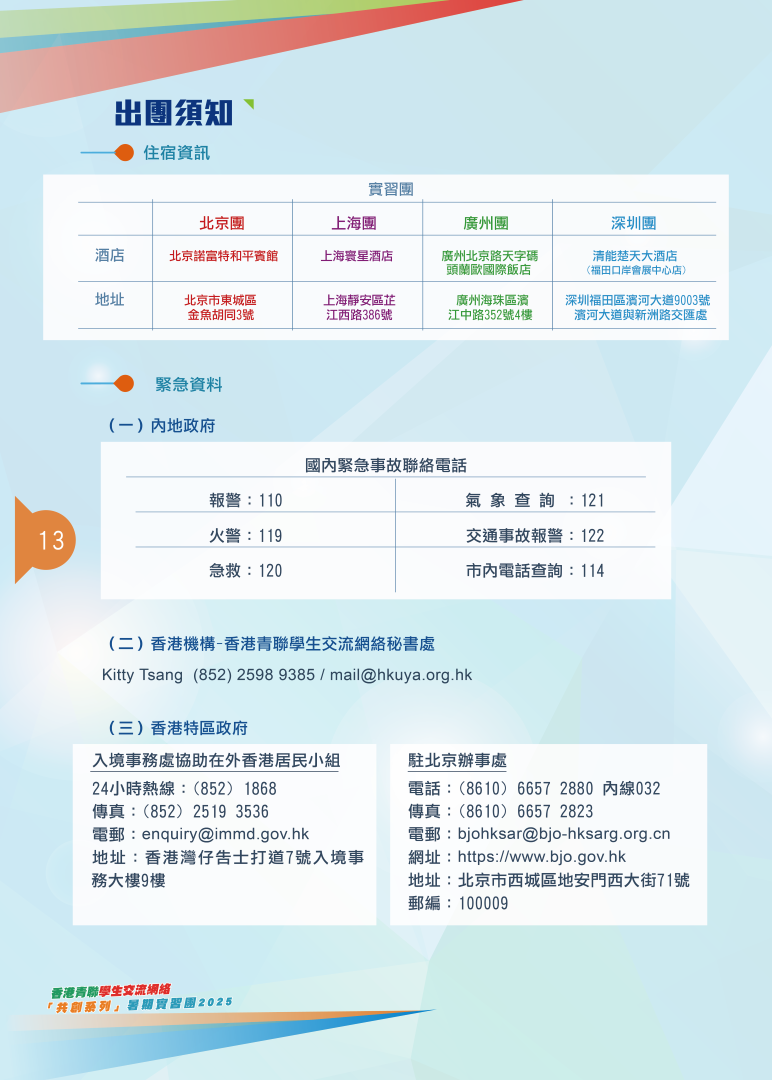 出團須知
住宿資訊
實習團
北京團 上海團 廣州團 深圳團
酒店 北京諾富特和平賓館 上海寰星酒店 廣州北京路天字碼 清能楚天大酒店
頭蘭歐國際飯店 （福田口岸會展中心店）
地址 北京市東城區 上海靜安區芷 廣州海珠區濱 深圳福田區濱河大道9003號
金魚胡同3號 江西路386號 江中路352號4樓 濱河大道與新洲路交匯處
緊急資料
（一）內地政府
國內緊急事故聯絡電話
報警：110 氣象查詢：121
火警：119 交通事故報警：122
急救：120 市內電話查詢：114
13
（二）香港機構-香港青聯學生交流網絡秘書處
Kitty Tsang (852) 2598 9385 / mail@hkuya.org.hk
（三）香港特區政府
入境事務處協助在外香港居民小組
24小時熱線：（852）1868
傳真：（852）2519 3536
電郵：enquiry@immd.gov.hk
地址：香港灣仔告士打道7號入境事
務大樓9樓
駐北京辦事處
電話：（8610）6657 2880 內線032
傳真：（8610）6657 2823
電郵：bjohksar@bjo-hksarg.org.cn
網址：https://www.bjo.gov.hk
地址：北京市西城區地安門西大街71號
郵編：100009
香港青聯學生交流網絡
「共創系列」暑期實習團2025